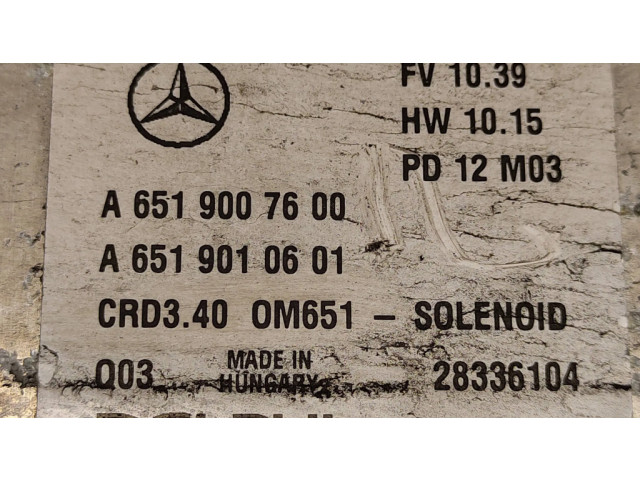 FV 10.39
HW 10.15
PD 12 M03
A 651 900 76 00
A 651 901 06 01
CRD3.40 OM651 - SOLENOID
Q03 MADE IN HUNGARY 28336104